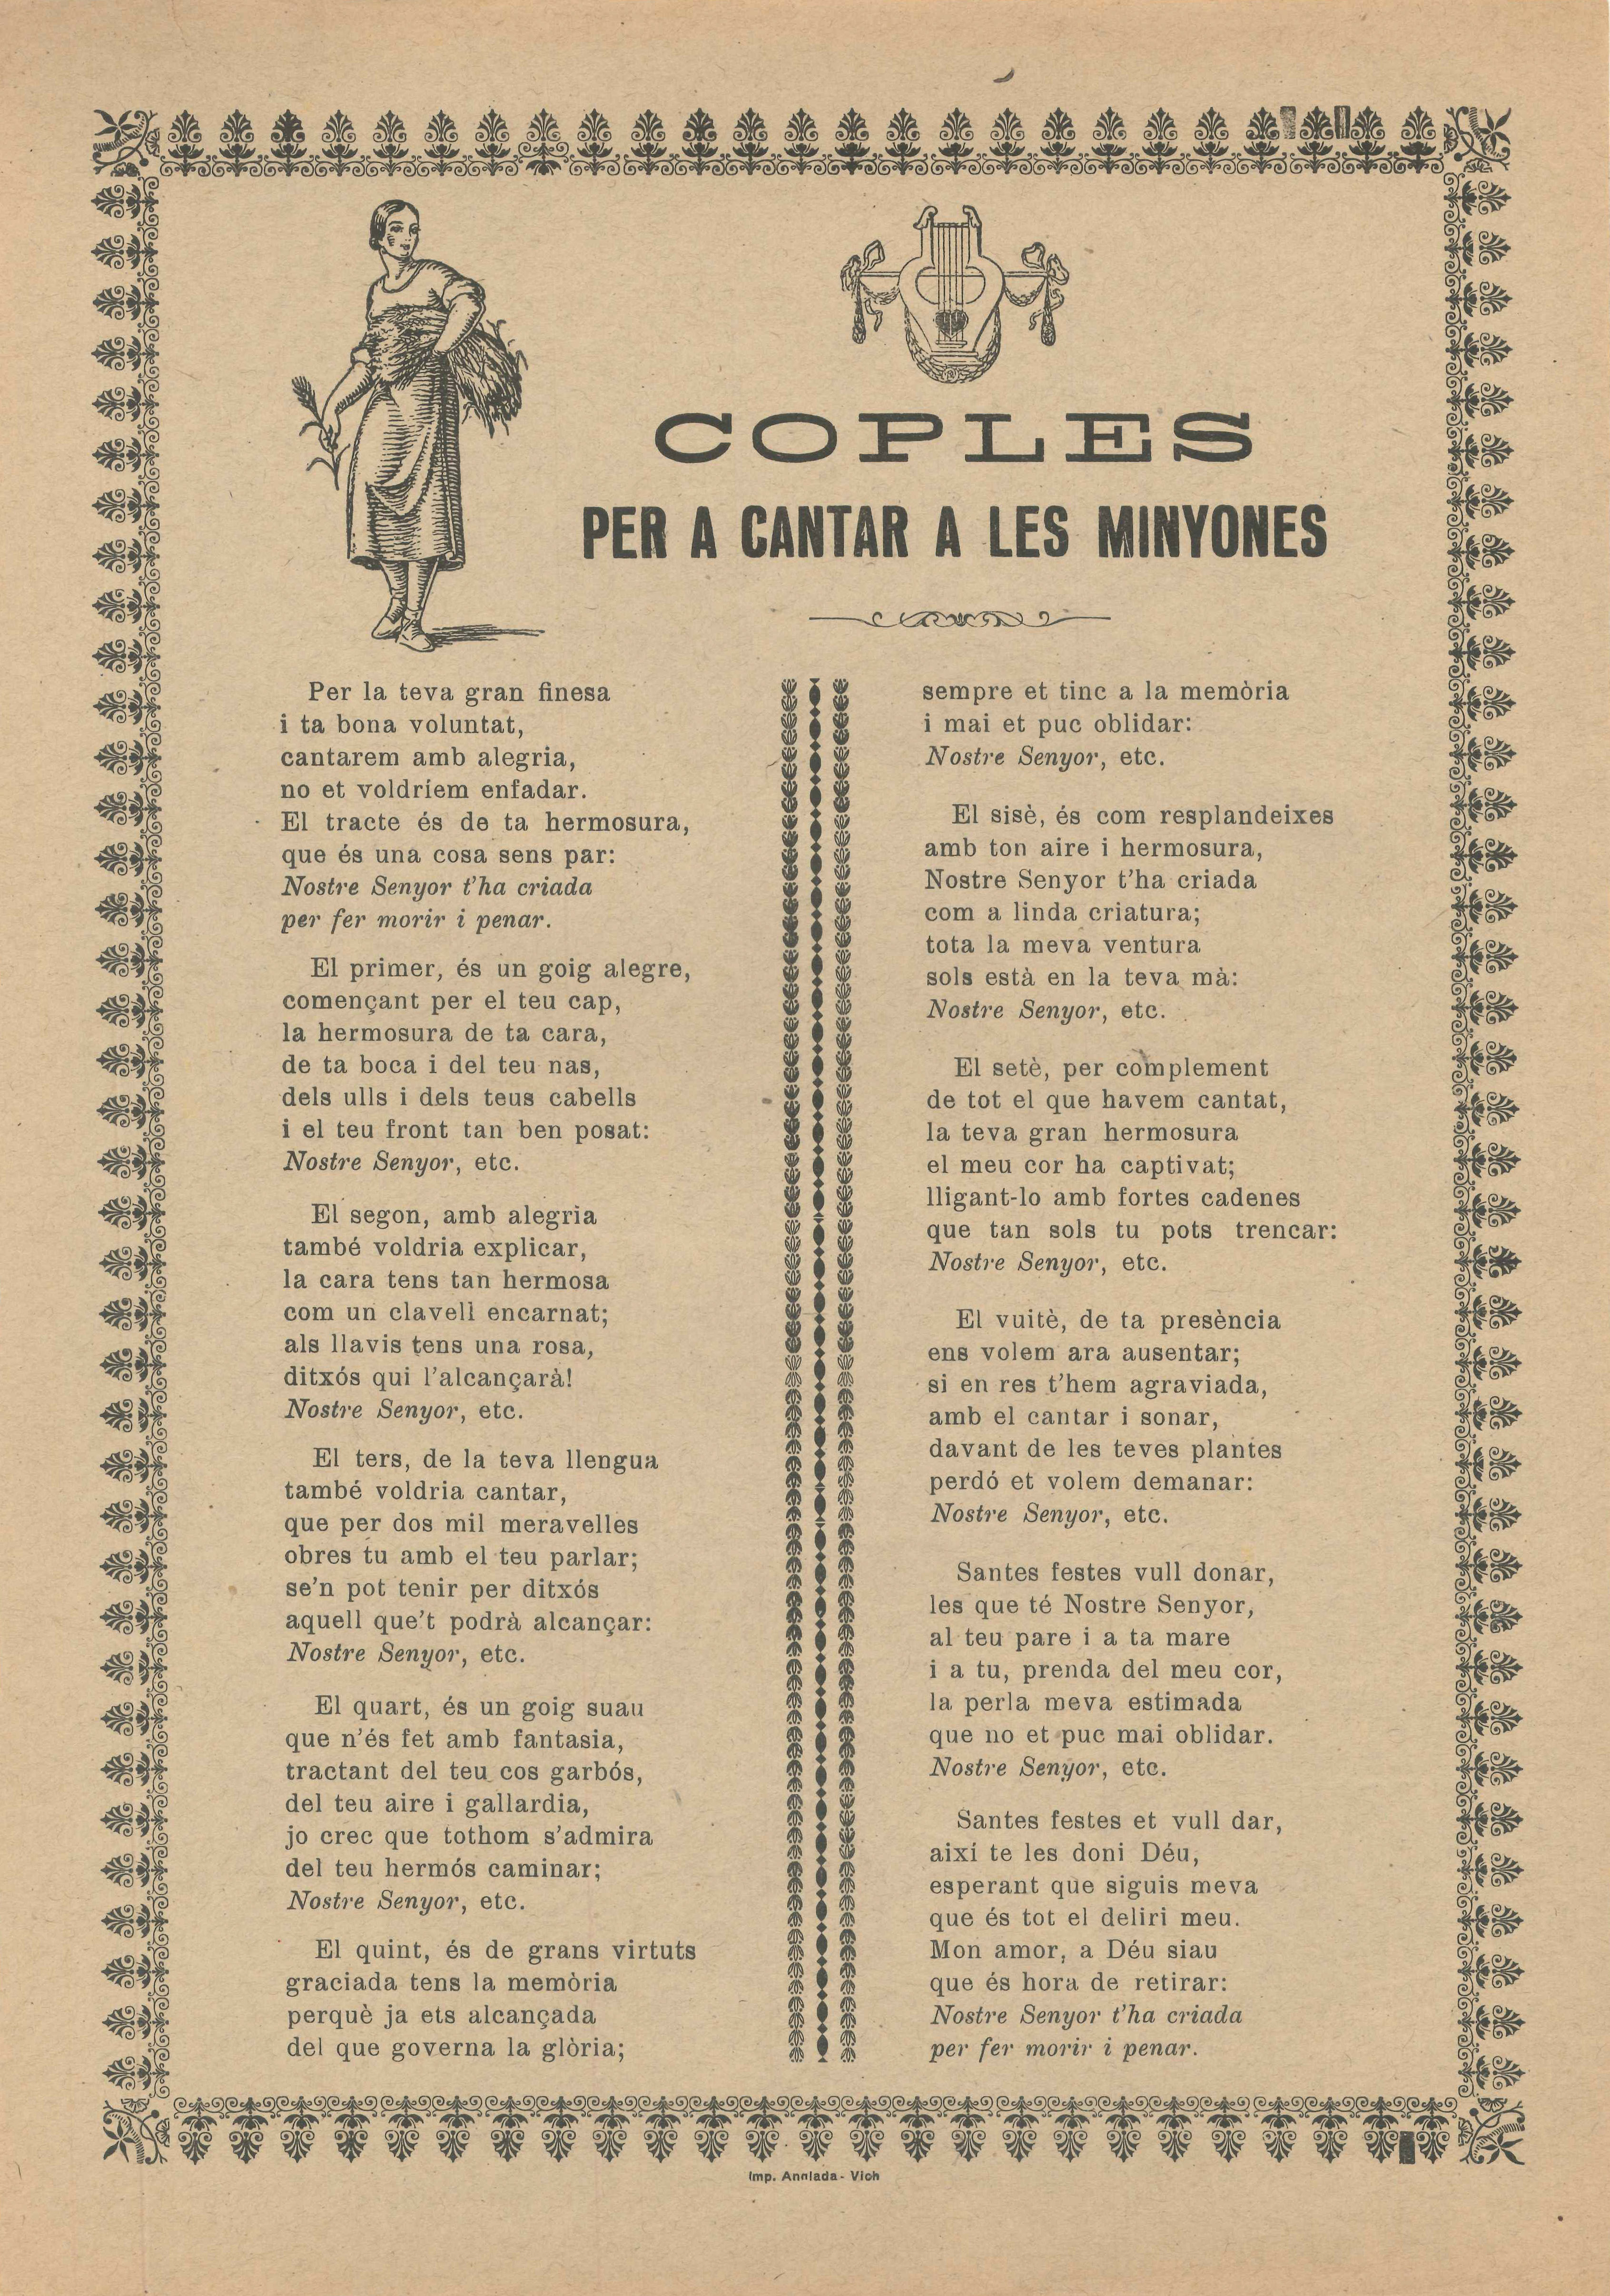 COPLES
PER A CANTAR A LES MINYONES
Per la teva gran finesa
i ta bona voluntat,
cantarem amb alegria,
no et voldríem enfadar.
El tracte és de ta hermosura,
que és una cosa sens par:
Nostre Senyor t'ha criada
per fer morir i penar.
El primer, és un goig alegre,
començant per el teu cap,
la hermosura de ta cara,
de ta boca i del teu nas,
dels ulls i dels teus cabells
i el teu front tan ben posat:
Nostre Senyor, etc.
El segon, amb alegria
també voldria explicar,
la cara tens tan hermosa
com un clavell encarnat;
als llavis tens una rosa,
ditxós qui l'alcançarà!
Nostre Senyor, etc.
El ters, de la teva llengua
també voldria cantar,
que per dos mil meravelles
obres tu amb el teu parlar;
se'n pot tenir per ditxós
aquell que't podrà alcançar:
Nostre Senyor, etc.
El quart, és un goig suau
que n'és fet amb fantasia,
tractant del teu cos garbós,
del teu aire i gallardia,
jo crec que tothom s'admira
del teu hermós caminar;
Nostre Senyor, etc.
El quint, és de grans virtuts
graciada tens la memòria
perquè ja ets alcançada
del que governa la glòria;
sempre et tinc a la memòria
i mai et puc oblidar:
Nostre Senyor, etc.
El sisè, és com resplandeixes
amb ton aire i hermosura,
Nostre Senyor t'ha criada
com a linda criatura;
tota la meva ventura
sols està en la teva mà:
Nostre Senyor, etc.
El setè, per complement
de tot el que havem cantat,
la teva gran hermosura
el meu cor ha captivat;
lligant-lo amb fortes cadenes
que tan sols tu pots trencar:
Nostre Senyor, etc.
El vuitè, de ta presència
ens volem ara ausentar;
si en res t'hem agraviada,
amb el cantar i sonar,
davant de les teves plantes
perdó et volem demanar:
Nostre Senyor, etc.
Santes festes vull donar,
les que té Nostre Senyor,
al teu pare i a ta mare
i a tu, prenda del meu cor,
la perla meva estimada
que no et puc mai oblidar.
Nostre Senyor, etc.
Santes festes et vull dar,
així te les doni Déu,
esperant que siguis meva
que és tot el deliri meu.
Mon amor, a Déu siau
que és hora de retirar:
Nostre Senyor t'ha criada
per fer morir i penar.
Imp. Anglada - Vich